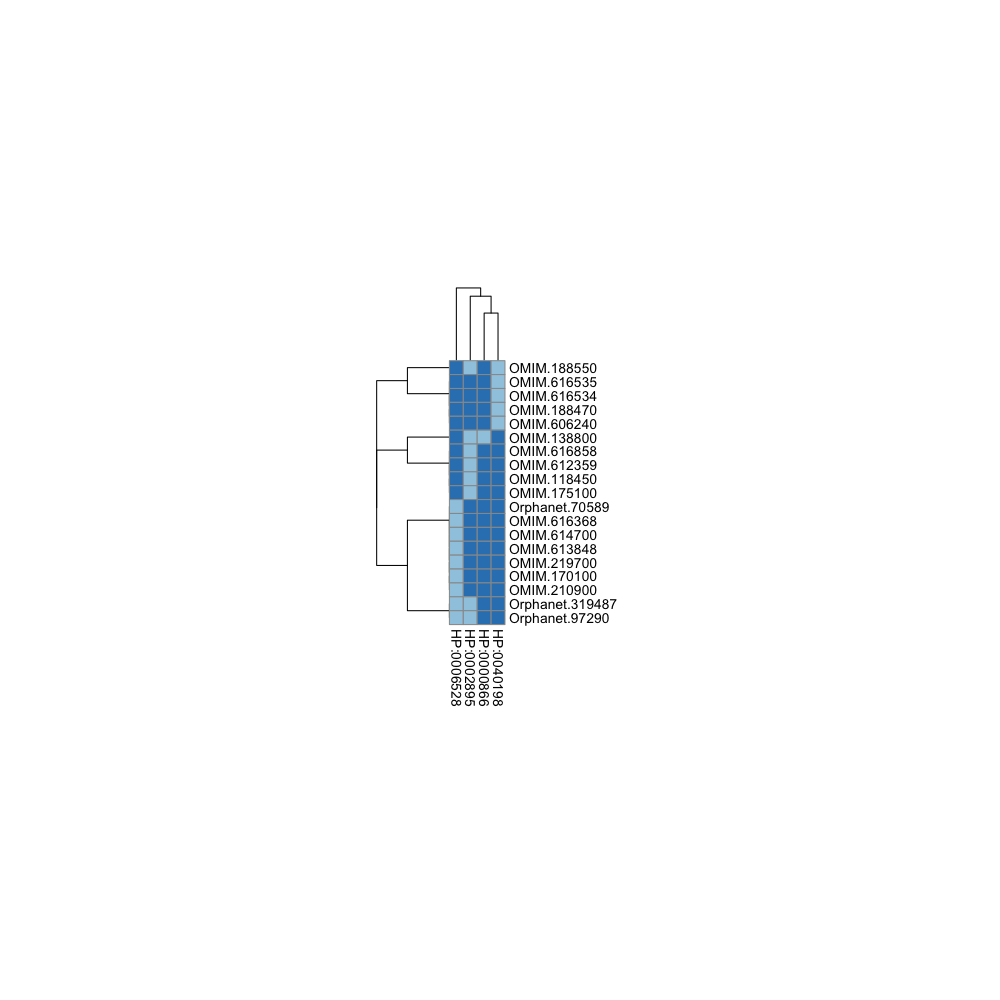 OMIM.188550
OMIM.616535
OMIM.616534
OMIM.188470
OMIM.606240
OMIM.138800
OMIM.616858
OMIM.612359
OMIM.118450
OMIM.175100
Orphanet.70589
OMIM.616368
OMIM.614700
OMIM.613848
OMIM.219700
OMIM.170100
OMIM.210900
Orphanet.319487
Orphanet.97290
HP:0006528
HP:0002895
HP:0000866
HP:0040198